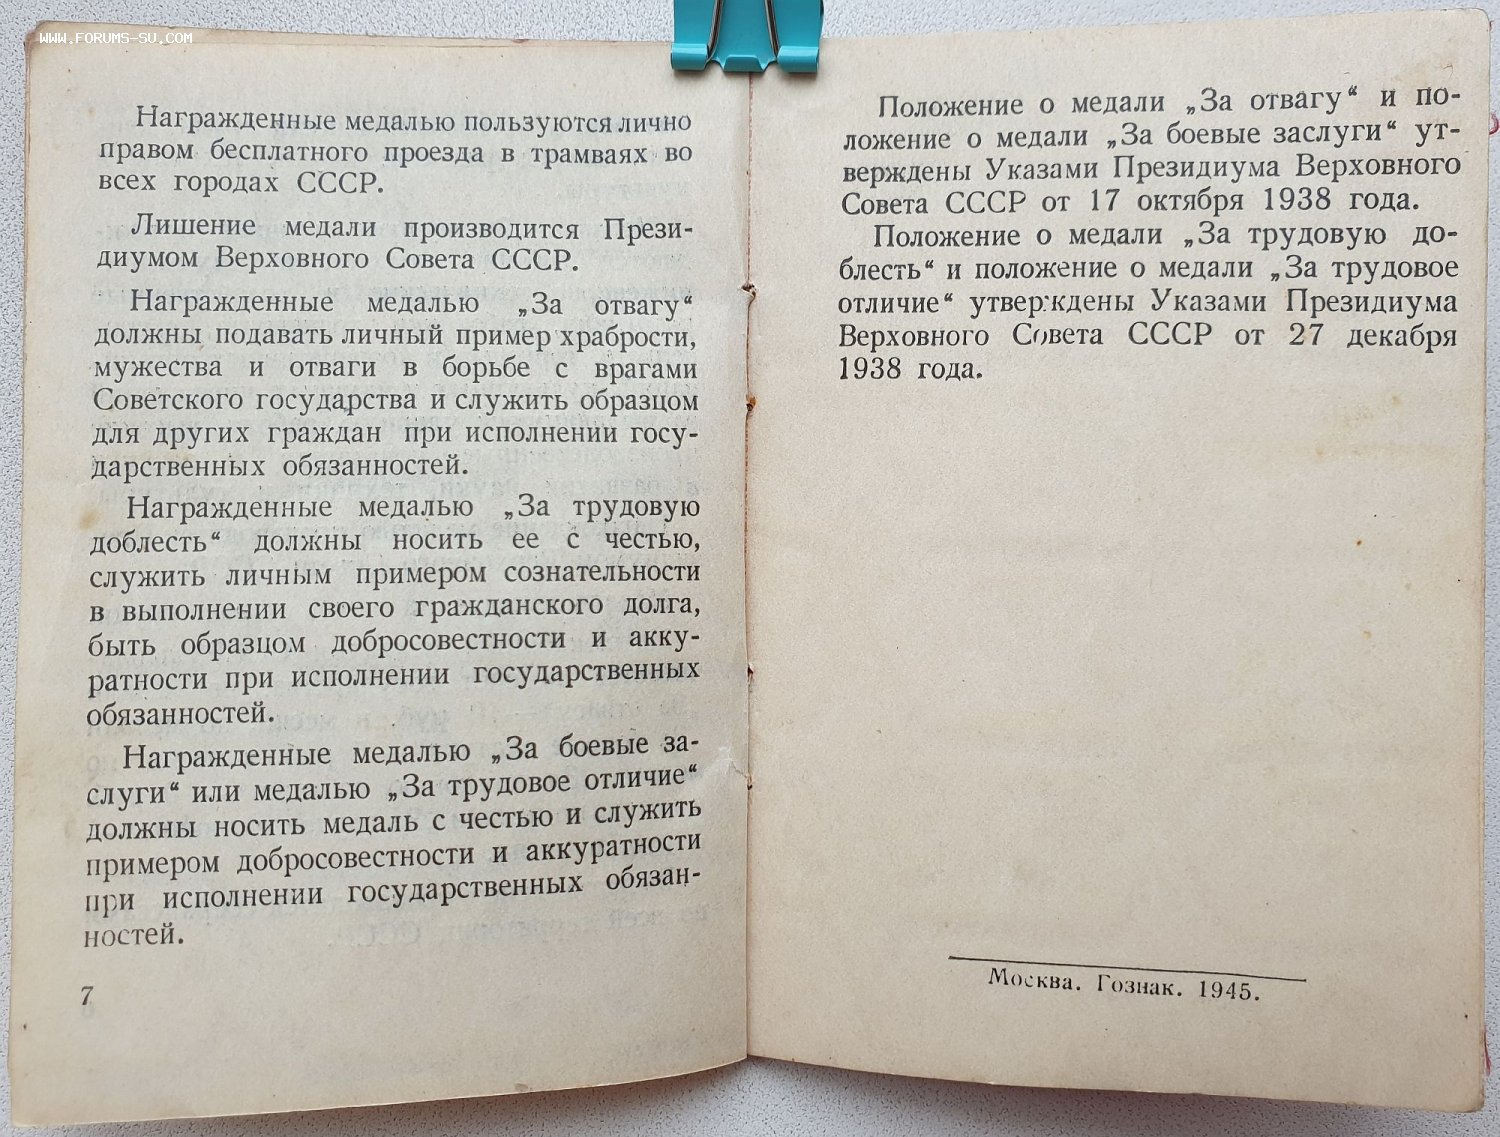 www.forums-su.com
Награжденные медалью пользуются лично
правом бесплатного проезда в трамваях во
всех городах СССР.
Лишение медали производится Прези-
диумом Верховного Совета СССР.
Награжденные медалью „За отвагу“
должны подавать личный пример храбрости,
мужества и отваги в борьбе с врагами
Советского государства и служить образцом
для других граждан при исполнении госу-
дарственных обязанностей.
Награжденные медалью „За трудовую
доблесть“ должны носить ее с честью,
служить личным примером сознательности
в выполнении своего гражданского долга,
быть образцом добросовестности и акку-
ратности при исполнении государственных
обязанностей.
Награжденные медалью „За боевые за-
слуги“ или медалью „За трудовое отличие“
должны носить медаль с честью и служить
примером добросовестности и аккуратности
при исполнении государственных обязан-
ностей.
7
Положение о медали „За отвагу“ и по-
ложение о медали „За боевые заслуги“ ут-
верждены Указами Президиума Верховного
Совета СССР от 17 октября 1938 года.
Положение о медали „За трудовую до-
блесть“ и положение о медали „За трудовое
отличие“ утверждены Указами Президиума
Верховного Совета СССР от 27 декабря
1938 года.
Москва. Гознак. 1945.